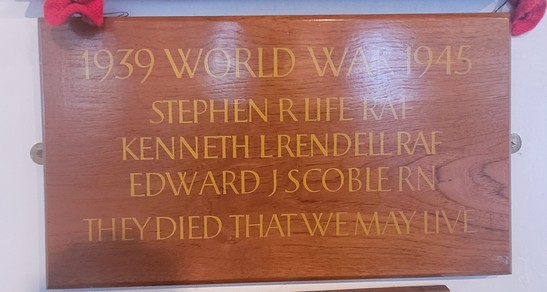 1939 WORLD WAR 1945
STEPHEN R LIFE RAF
KENNETH L RENDELL RAF
EDWARD J SCOBLE RN
THEY DIED THAT WE MAY LIVE